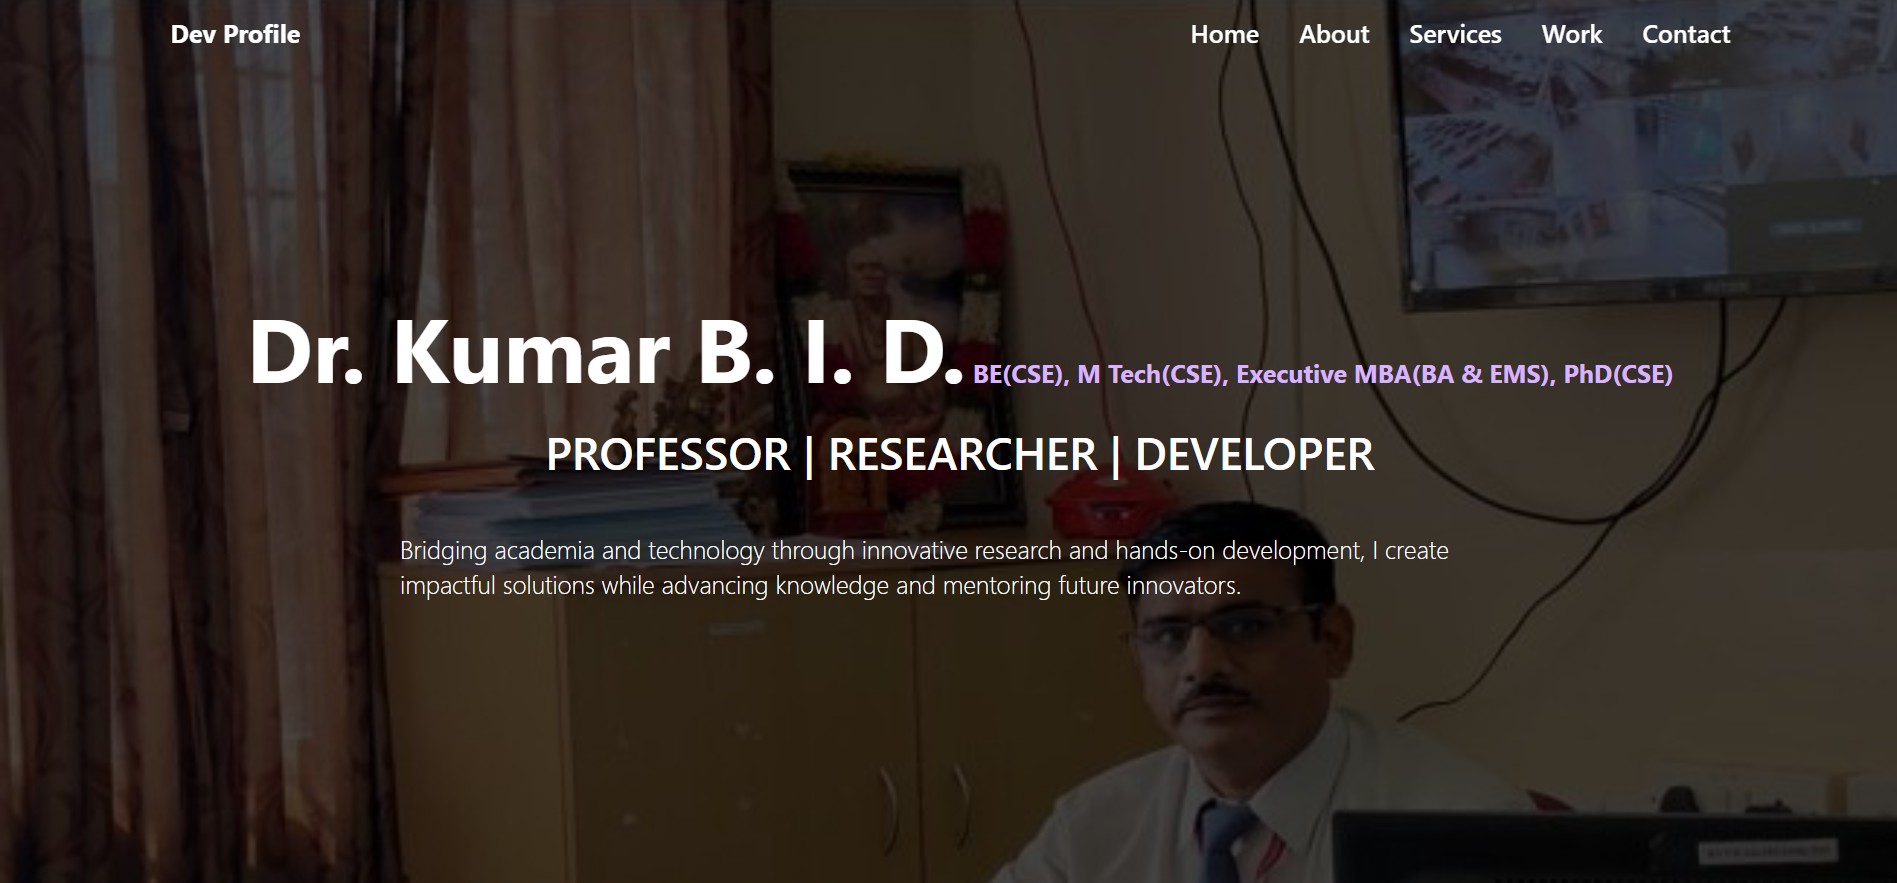 Dev Profile
Home About Services Work Contact
Dr. Kumar B. I. D. BE(CSE), M Tech(CSE), Executive MBA(BA & EMS), PhD(CSE)
PROFESSOR | RESEARCHER | DEVELOPER
Bridging academia and technology through innovative research and hands-on development, I create
impactful solutions while advancing knowledge and mentoring future innovators.